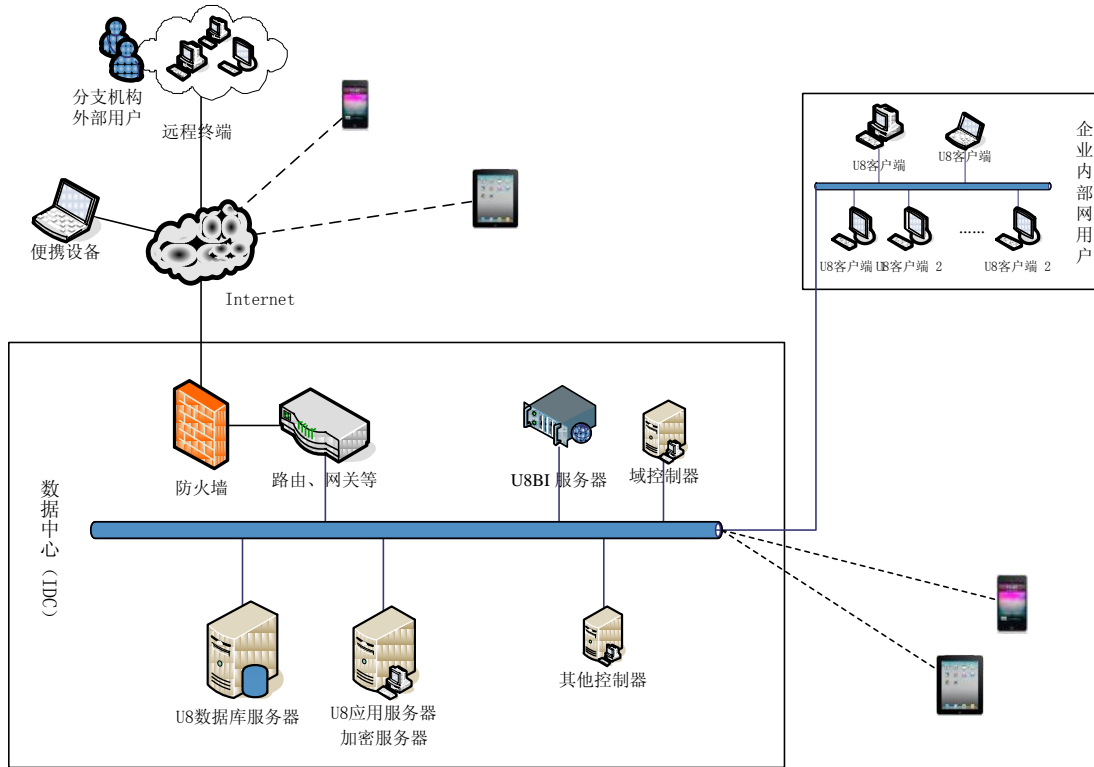 分支机构
外部用户
远程终端
便携设备
Internet
企业内部网用户
U8客户端
U8客户端
......
U8客户端 1
U8客户端 2
U8客户端 2
数据中心（IDC）
防火墙
路由、网关等
U8BI 服务器
域控制器
U8数据库服务器
U8应用服务器
加密服务器
其他控制器